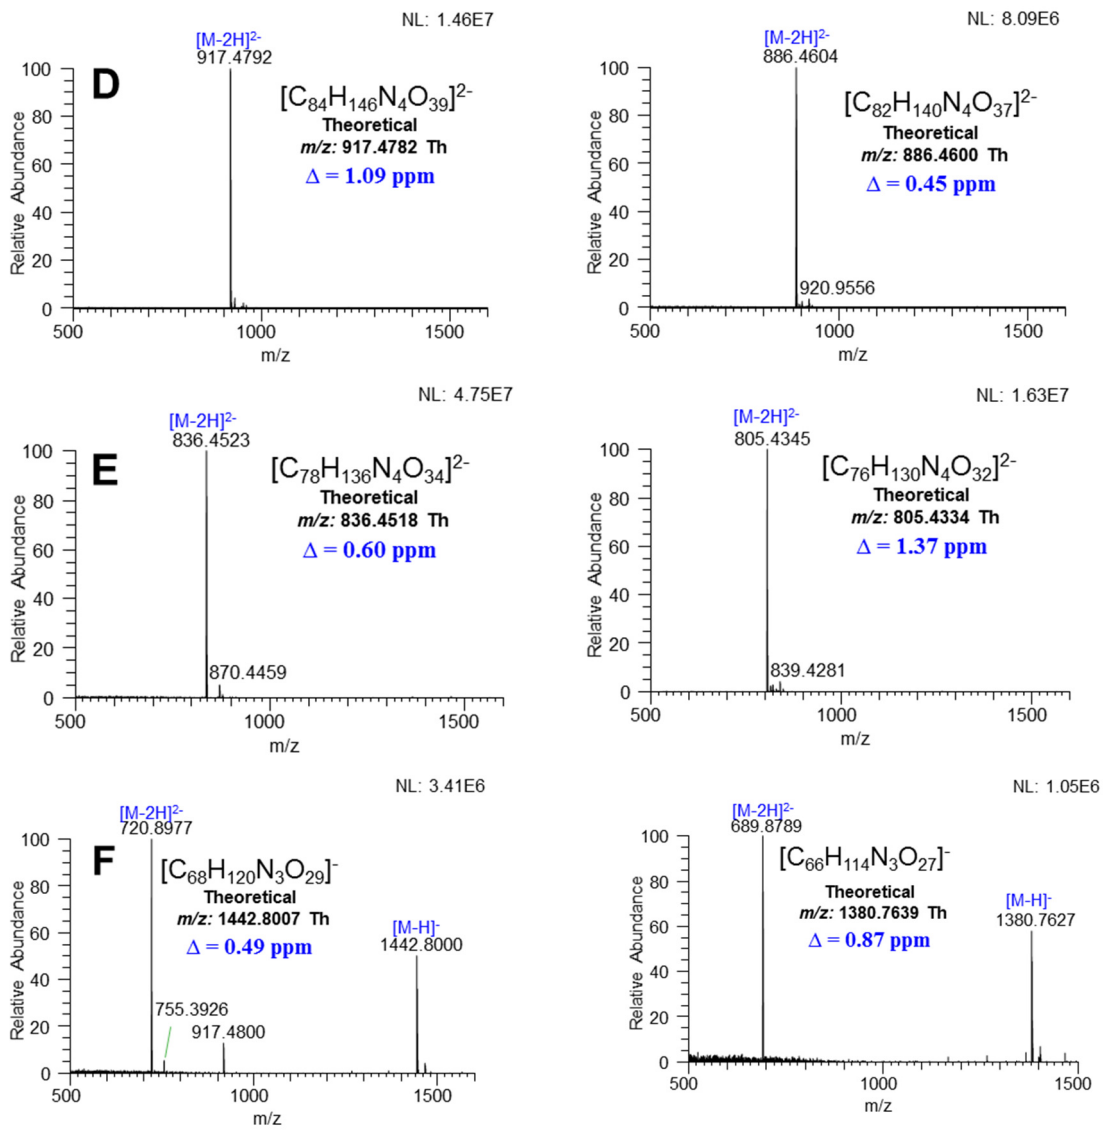 NL: 1.46E7
[M-2H]2-
917.4792
D
[C84H146N4O39]2-
Theoretical
m/z: 917.4782 Th
Δ = 1.09 ppm
Relative Abundance
100
80
60
40
20
0
500 1000 1500
m/z
NL: 8.09E6
[M-2H]2-
886.4604
[C82H140N4O37]2-
Theoretical
m/z: 886.4600 Th
Δ = 0.45 ppm
920.9556
Relative Abundance
100
80
60
40
20
0
500 1000 1500
m/z
NL: 4.75E7
[M-2H]2-
836.4523
E
[C78H136N4O34]2-
Theoretical
m/z: 836.4518 Th
Δ = 0.60 ppm
870.4459
Relative Abundance
100
80
60
40
20
0
500 1000 1500
m/z
NL: 1.63E7
[M-2H]2-
805.4345
[C76H130N4O32]2-
Theoretical
m/z: 805.4334 Th
Δ = 1.37 ppm
839.4281
Relative Abundance
100
80
60
40
20
0
500 1000 1500
m/z
NL: 3.41E6
[M-2H]2-
720.8977
F
[C68H120N3O29]-
Theoretical
m/z: 1442.8007 Th
Δ = 0.49 ppm
[M-H]-
1442.8000
755.3926
917.4800
Relative Abundance
100
80
60
40
20
0
500 1000 1500
m/z
NL: 1.05E6
[M-2H]2-
689.8789
[C66H114N3O27]-
Theoretical
m/z: 1380.7639 Th
Δ = 0.87 ppm
[M-H]-
1380.7627
Relative Abundance
100
80
60
40
20
0
500 1000 1500
m/z